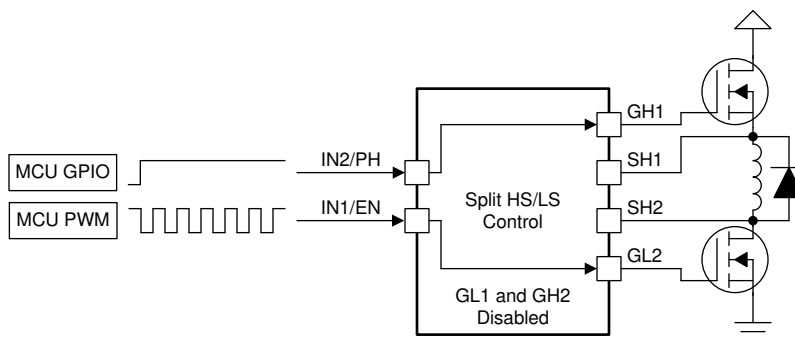 GH1
MCU GPIO
IN2/PH
SH1
MCU PWM
IN1/EN
Split HS/LS
Control
SH2
GL2
GL1 and GH2
Disabled